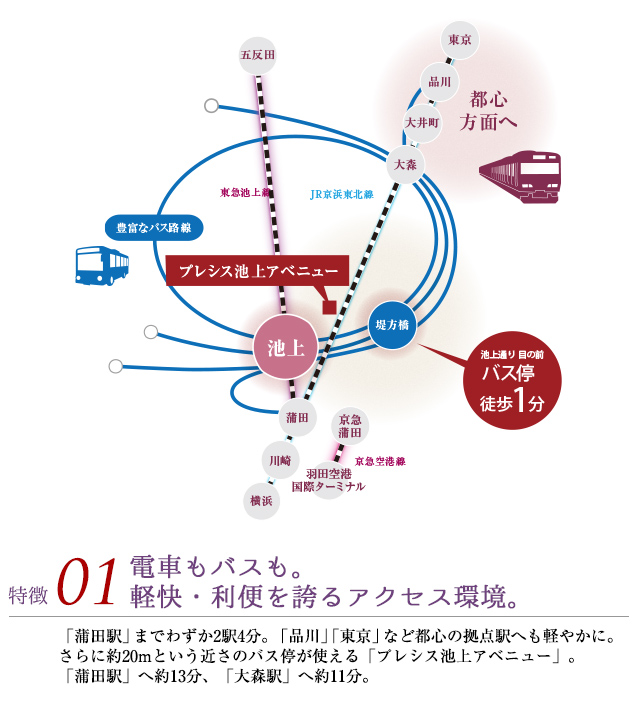 東京
五反田
品川
都心
方面へ
大井町
大森
東急池上線
JR京浜東北線
豊富なバス路線
プレシス池上アベニュー
堤方橋
池上
池上通り 目の前
バス停
徒歩1分
蒲田
京急
蒲田
川崎
京急空港線
羽田空港
国際ターミナル
横浜
特徴 01 電車もバスも。
軽快・利便を誇るアクセス環境。
「蒲田駅」までわずか2駅4分。「品川」「東京」など都心の拠点駅へも軽やかに。
さらに約20mという近さのバス停が使える「プレシス池上アベニュー」。
「蒲田駅」へ約13分、「大森駅」へ約11分。